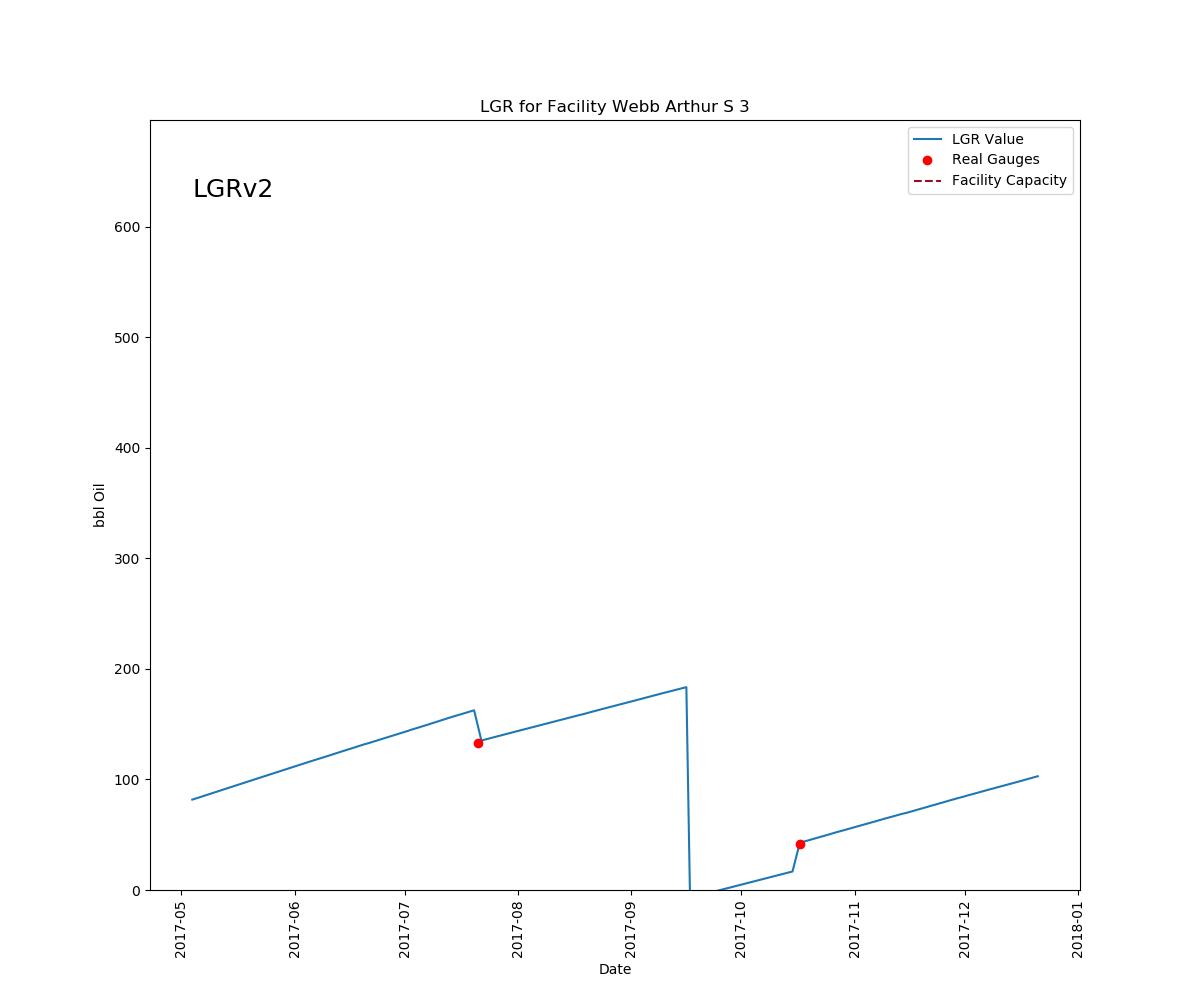 LGR for Facility Webb Arthur S 3
LGRv2
LGR Value
Real Gauges
Facility Capacity
600
500
400
300
200
100
0
bbl Oil
2017-05
2017-06
2017-07
2017-08
2017-09
2017-10
2017-11
2017-12
2018-01
Date